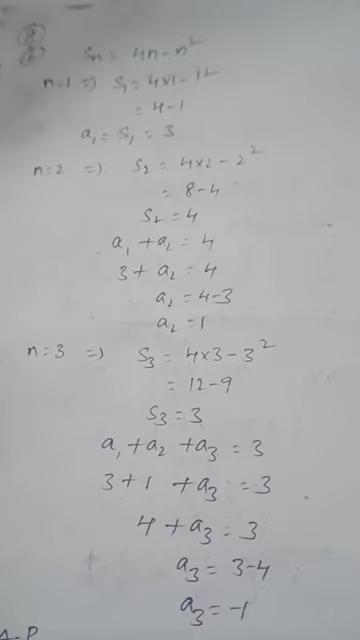 Sn = 4n - n²
n=1 => S₁ = 4×1 - 1²
= 4-1
a₁ = S₁ = 3
n=2 => S₂ = 4×2 - 2²
= 8-4
S₂ = 4
a₁ + a₂ = 4
3 + a₂ = 4
a₂ = 4-3
a₂ = 1
n=3 => S₃ = 4×3 - 3²
= 12-9
S₃ = 3
a₁ + a₂ + a₃ = 3
3 + 1 + a₃ = 3
4 + a₃ = 3
a₃ = 3-4
a₃ = -1
A.P